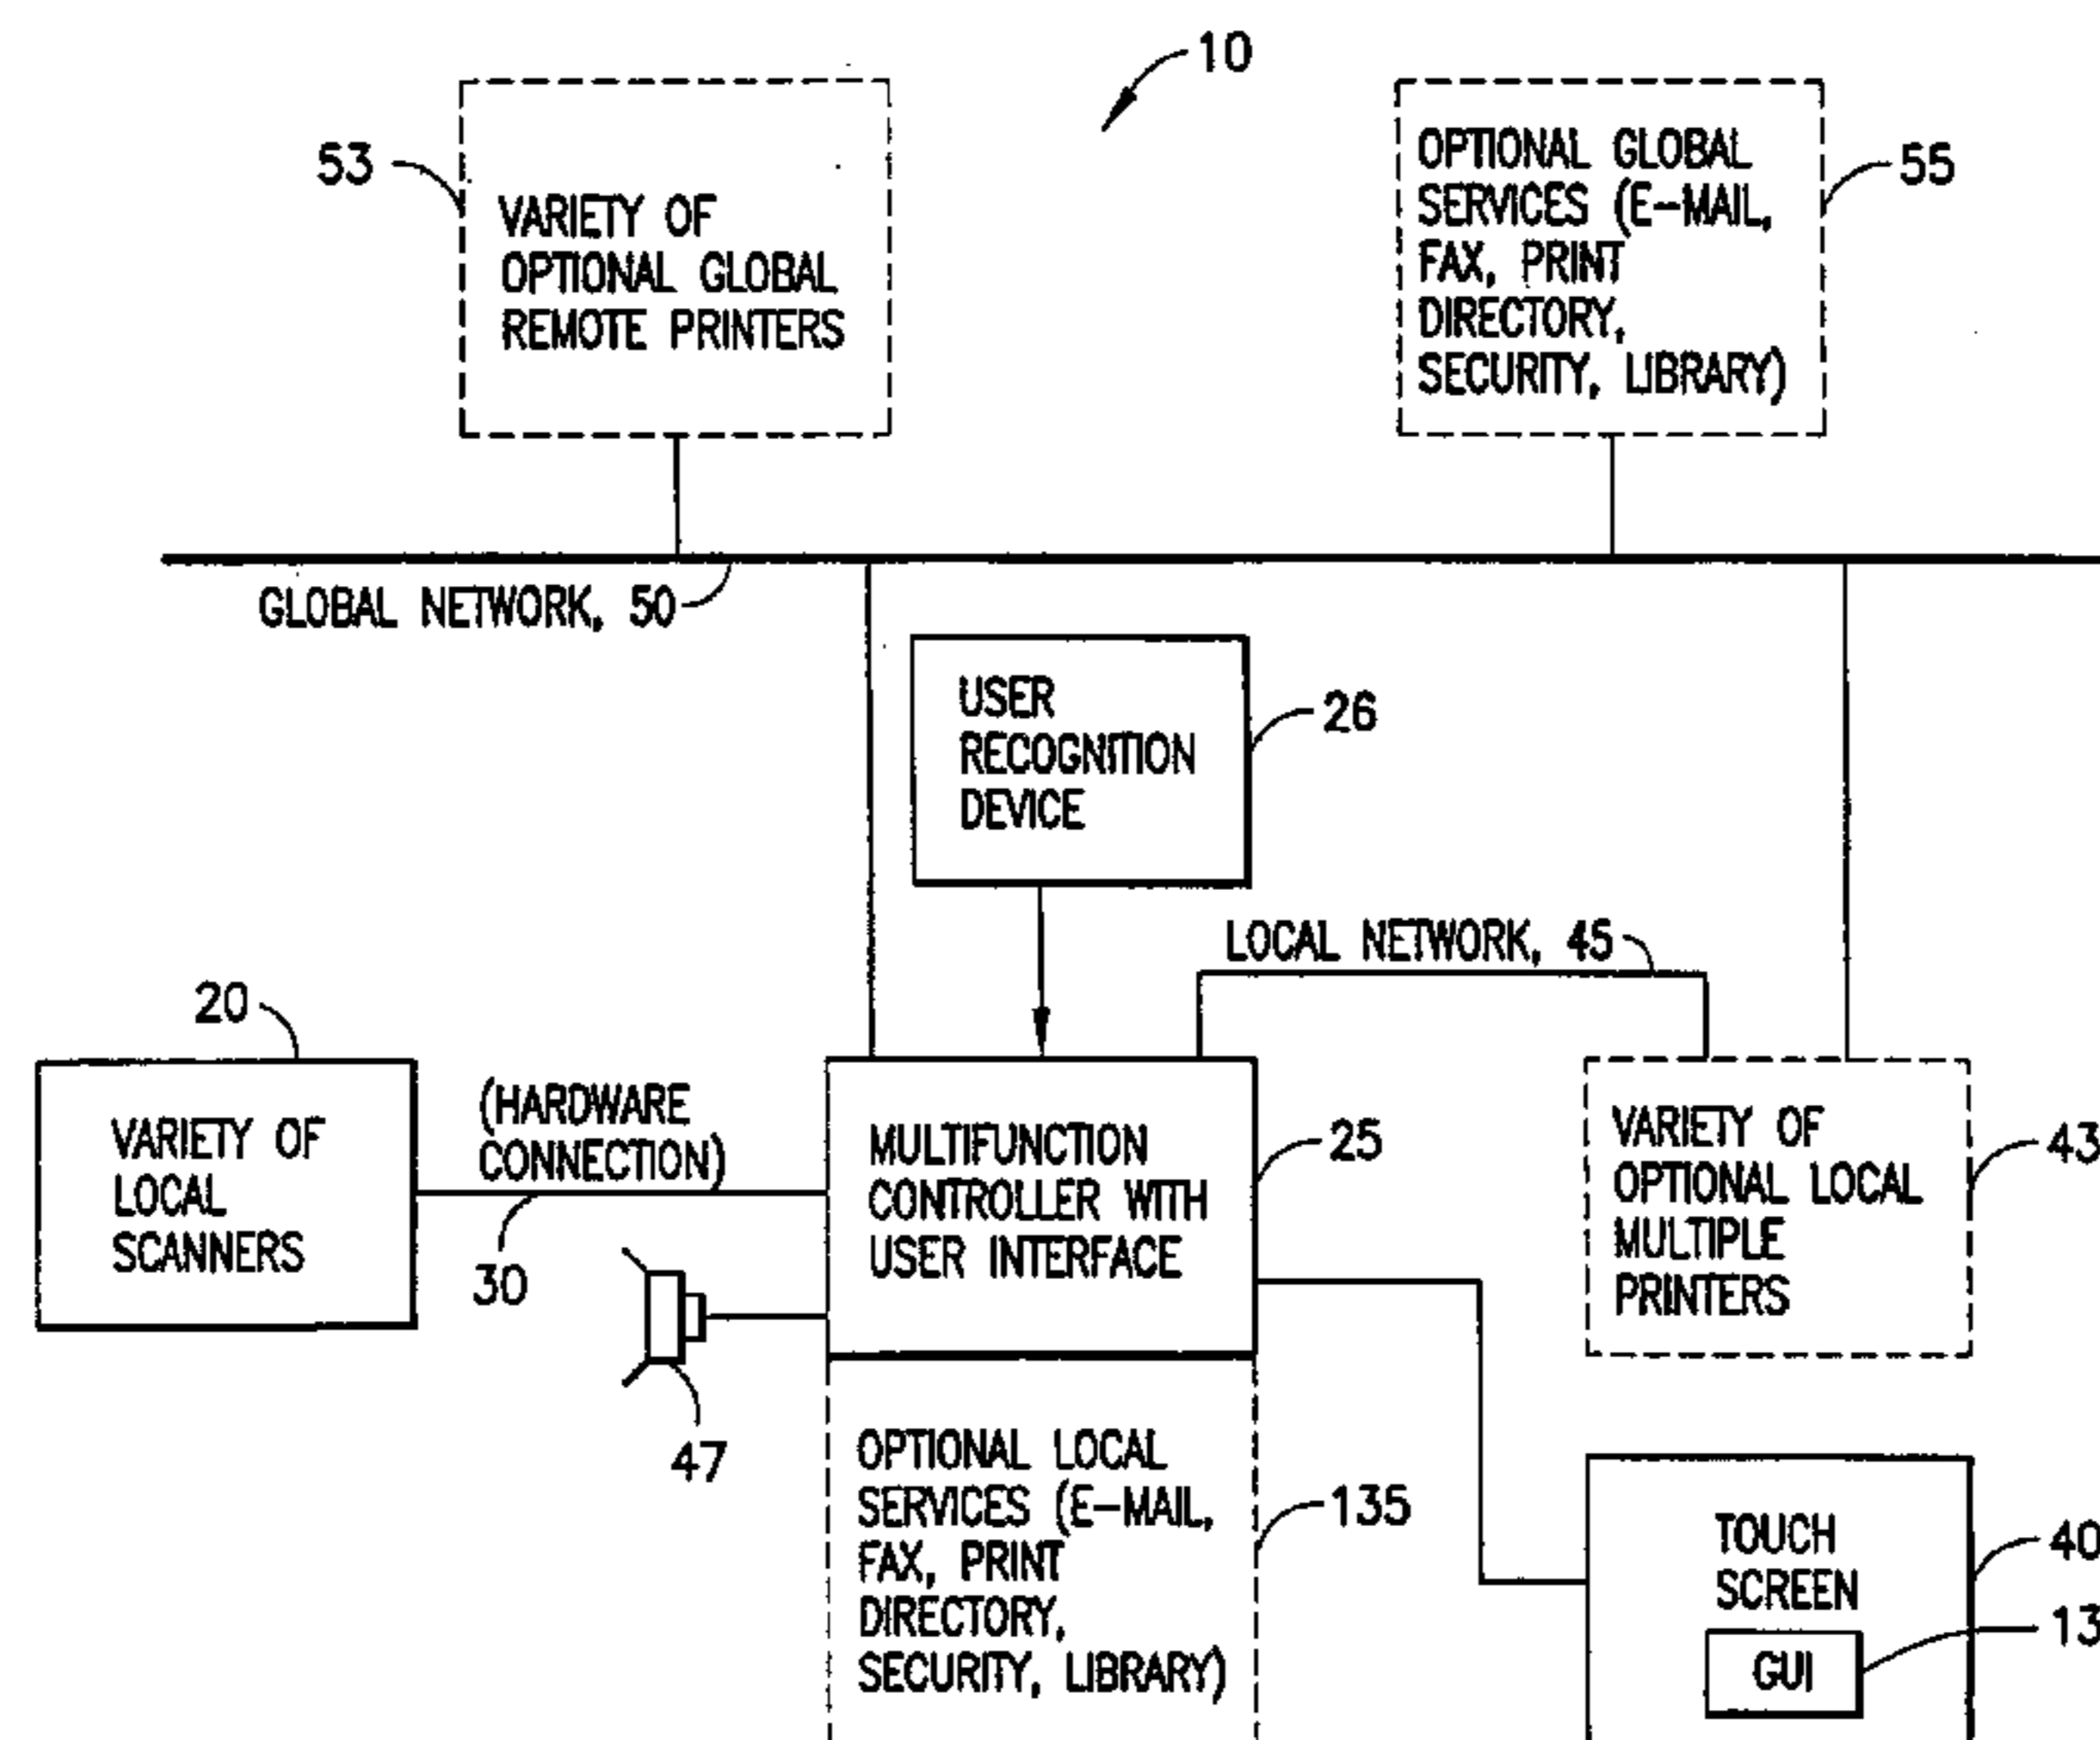 10
53
VARIETY OF
OPTIONAL GLOBAL
REMOTE PRINTERS
OPTIONAL GLOBAL
SERVICES (E-MAIL,
FAX, PRINT
DIRECTORY,
SECURITY, LIBRARY)
55
GLOBAL NETWORK, 50
USER
RECOGNITION
DEVICE
26
LOCAL NETWORK, 45
20
VARIETY OF
LOCAL
SCANNERS
(HARDWARE
CONNECTION)
30
47
MULTIFUNCTION
CONTROLLER WITH
USER INTERFACE
25
VARIETY OF
OPTIONAL LOCAL
MULTIPLE
PRINTERS
43
OPTIONAL LOCAL
SERVICES (E-MAIL,
FAX, PRINT
DIRECTORY,
SECURITY, LIBRARY)
135
TOUCH
SCREEN
40
GUI